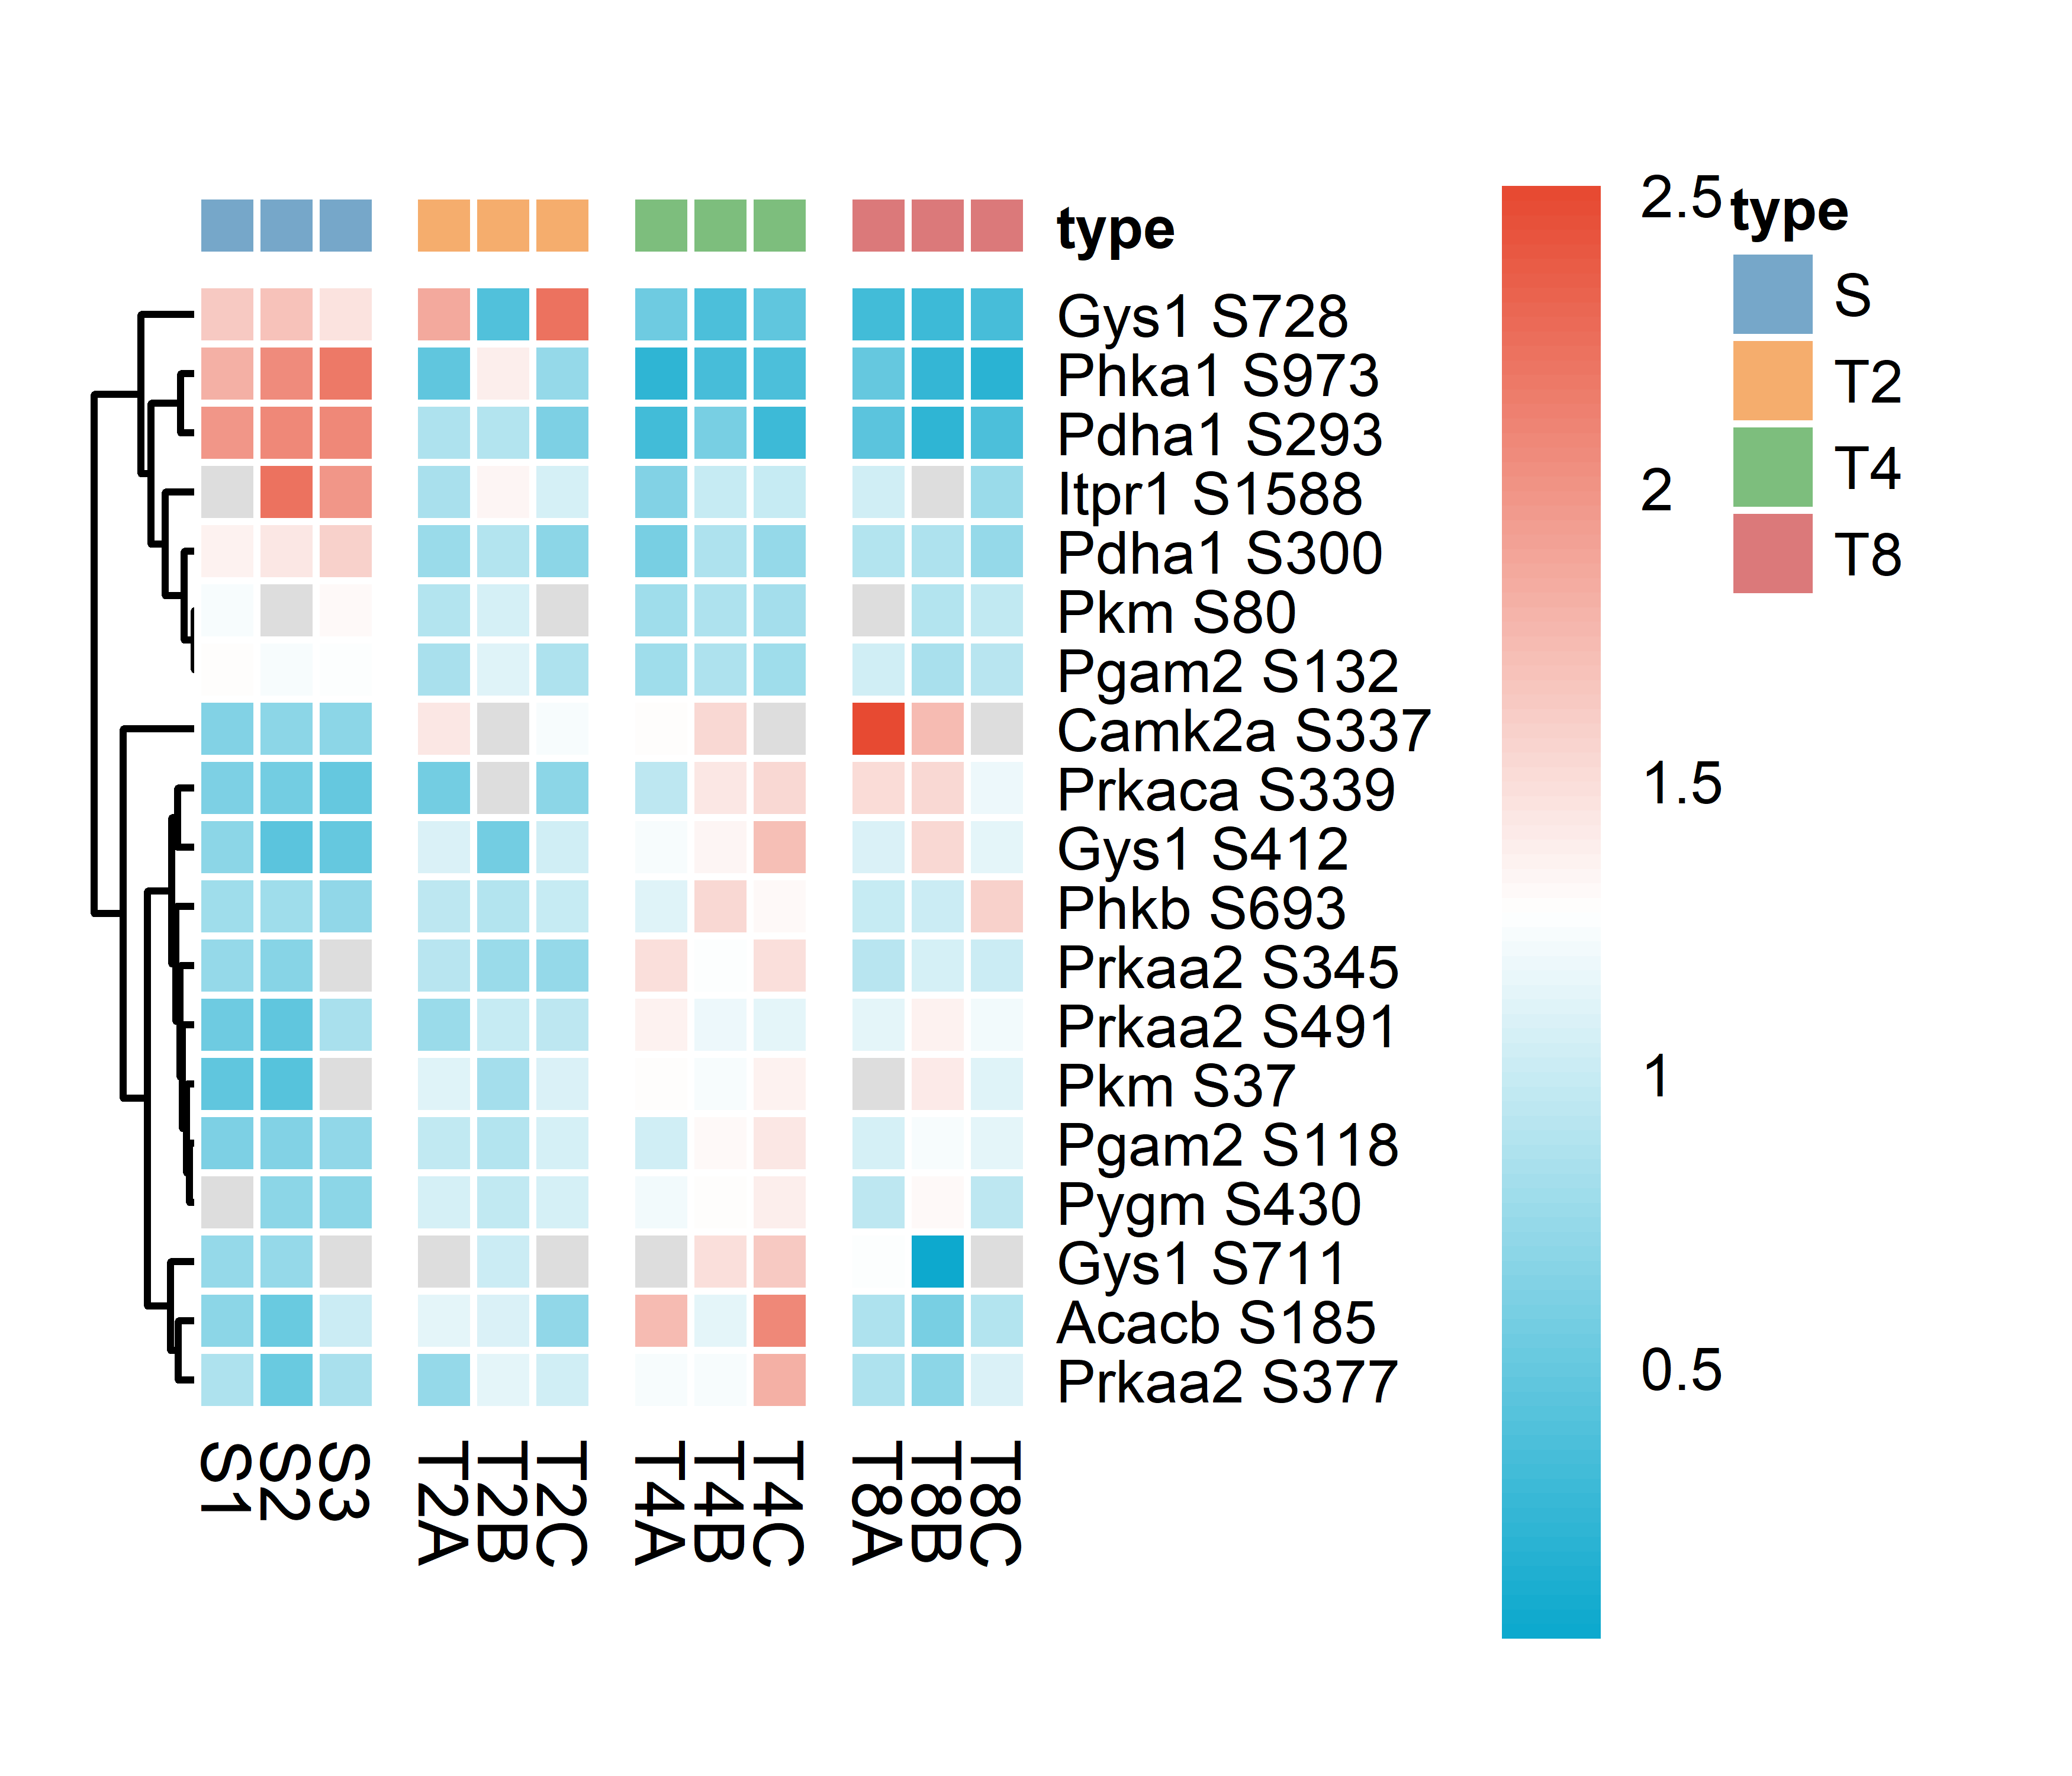 type
Gys1 S728
Phka1 S973
Pdha1 S293
Itpr1 S1588
Pdha1 S300
Pkm S80
Pgam2 S132
Camk2a S337
Prkaca S339
Gys1 S412
Phkb S693
Prkaa2 S345
Prkaa2 S491
Pkm S37
Pgam2 S118
Pygm S430
Gys1 S711
Acacb S185
Prkaa2 S377
S1 S2 S3 T2A T2B T2C T4A T4B T4C T8A T8B T8C
2.5
2
1.5
1
0.5
type
S
T2
T4
T8